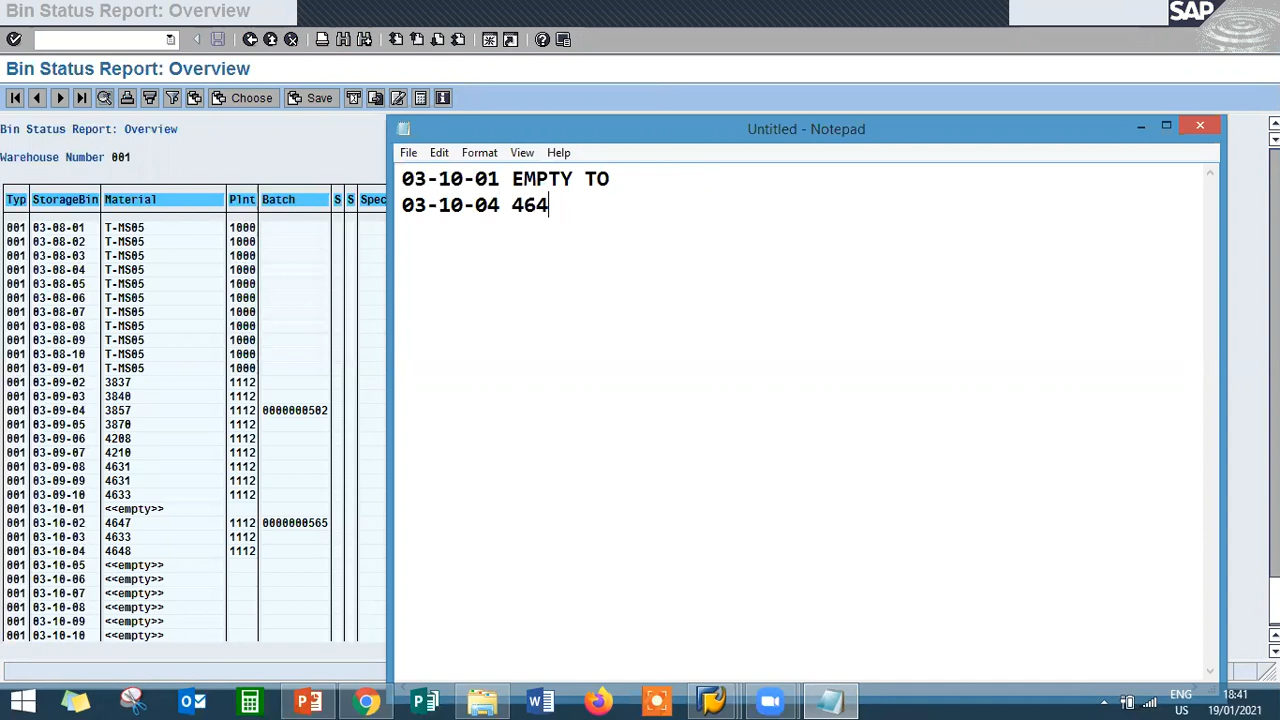 Bin Status Report: Overview
SAP
Bin Status Report: Overview
Choose
Save
Bin Status Report: Overview
Warehouse Number 001
Typ StorageBin Material Plnt Batch S S Spec
001 03-08-01 T-MS05 1000
001 03-08-02 T-MS05 1000
001 03-08-03 T-MS05 1000
001 03-08-04 T-MS05 1000
001 03-08-05 T-MS05 1000
001 03-08-06 T-MS05 1000
001 03-08-07 T-MS05 1000
001 03-08-08 T-MS05 1000
001 03-08-09 T-MS05 1000
001 03-08-10 T-MS05 1000
001 03-09-01 T-MS05 1000
001 03-09-02 3837 1112
001 03-09-03 3840 1112
001 03-09-04 3857 1112 0000000502
001 03-09-05 3870 1112
001 03-09-06 4208 1112
001 03-09-07 4210 1112
001 03-09-08 4631 1112
001 03-09-09 4631 1112
001 03-09-10 4633 1112
001 03-10-01 <<empty>>
001 03-10-02 4647 1112 0000000565
001 03-10-03 4633 1112
001 03-10-04 4648 1112
001 03-10-05 <<empty>>
001 03-10-06 <<empty>>
001 03-10-07 <<empty>>
001 03-10-08 <<empty>>
001 03-10-09 <<empty>>
001 03-10-10 <<empty>>
Untitled - Notepad
File Edit Format View Help
03-10-01 EMPTY TO
03-10-04 464
ENG 18:41
US 19/01/2021